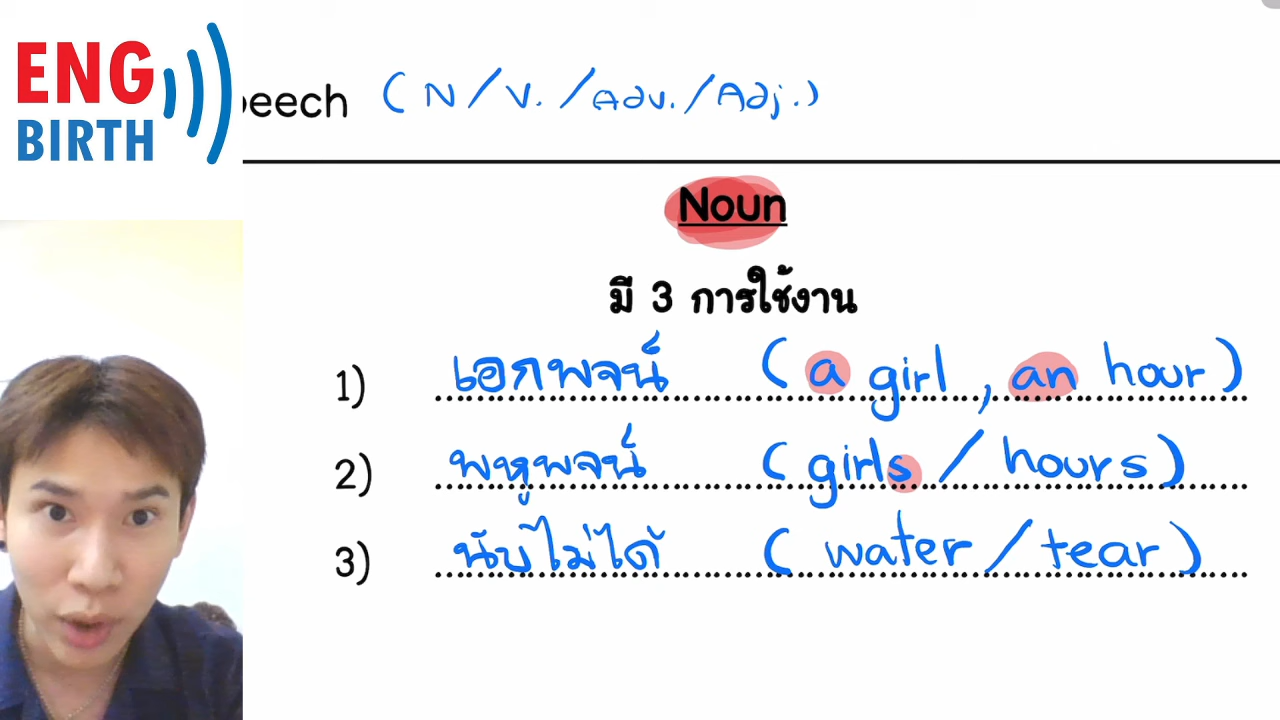 ENG
BIRTH
peech (N/V./Adv./Adj.)
Noun
มี 3 การใช้งาน
1) เอกพจน์ (a girl, an hour)
2) พหูพจน์ (girls / hours)
3) นับไม่ได้ (water / tear)